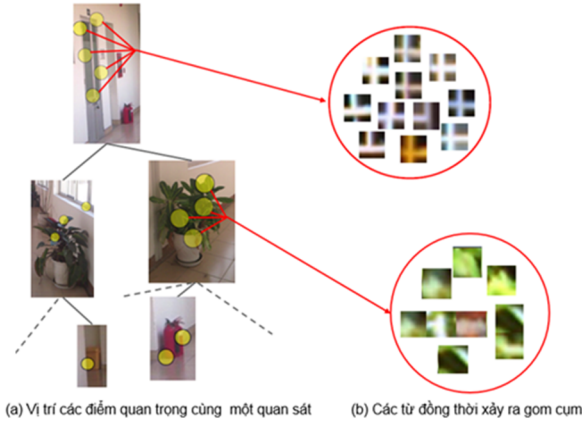 (a) Vị trí các điểm quan trọng cùng một quan sát
(b) Các từ đồng thời xảy ra gom cụm